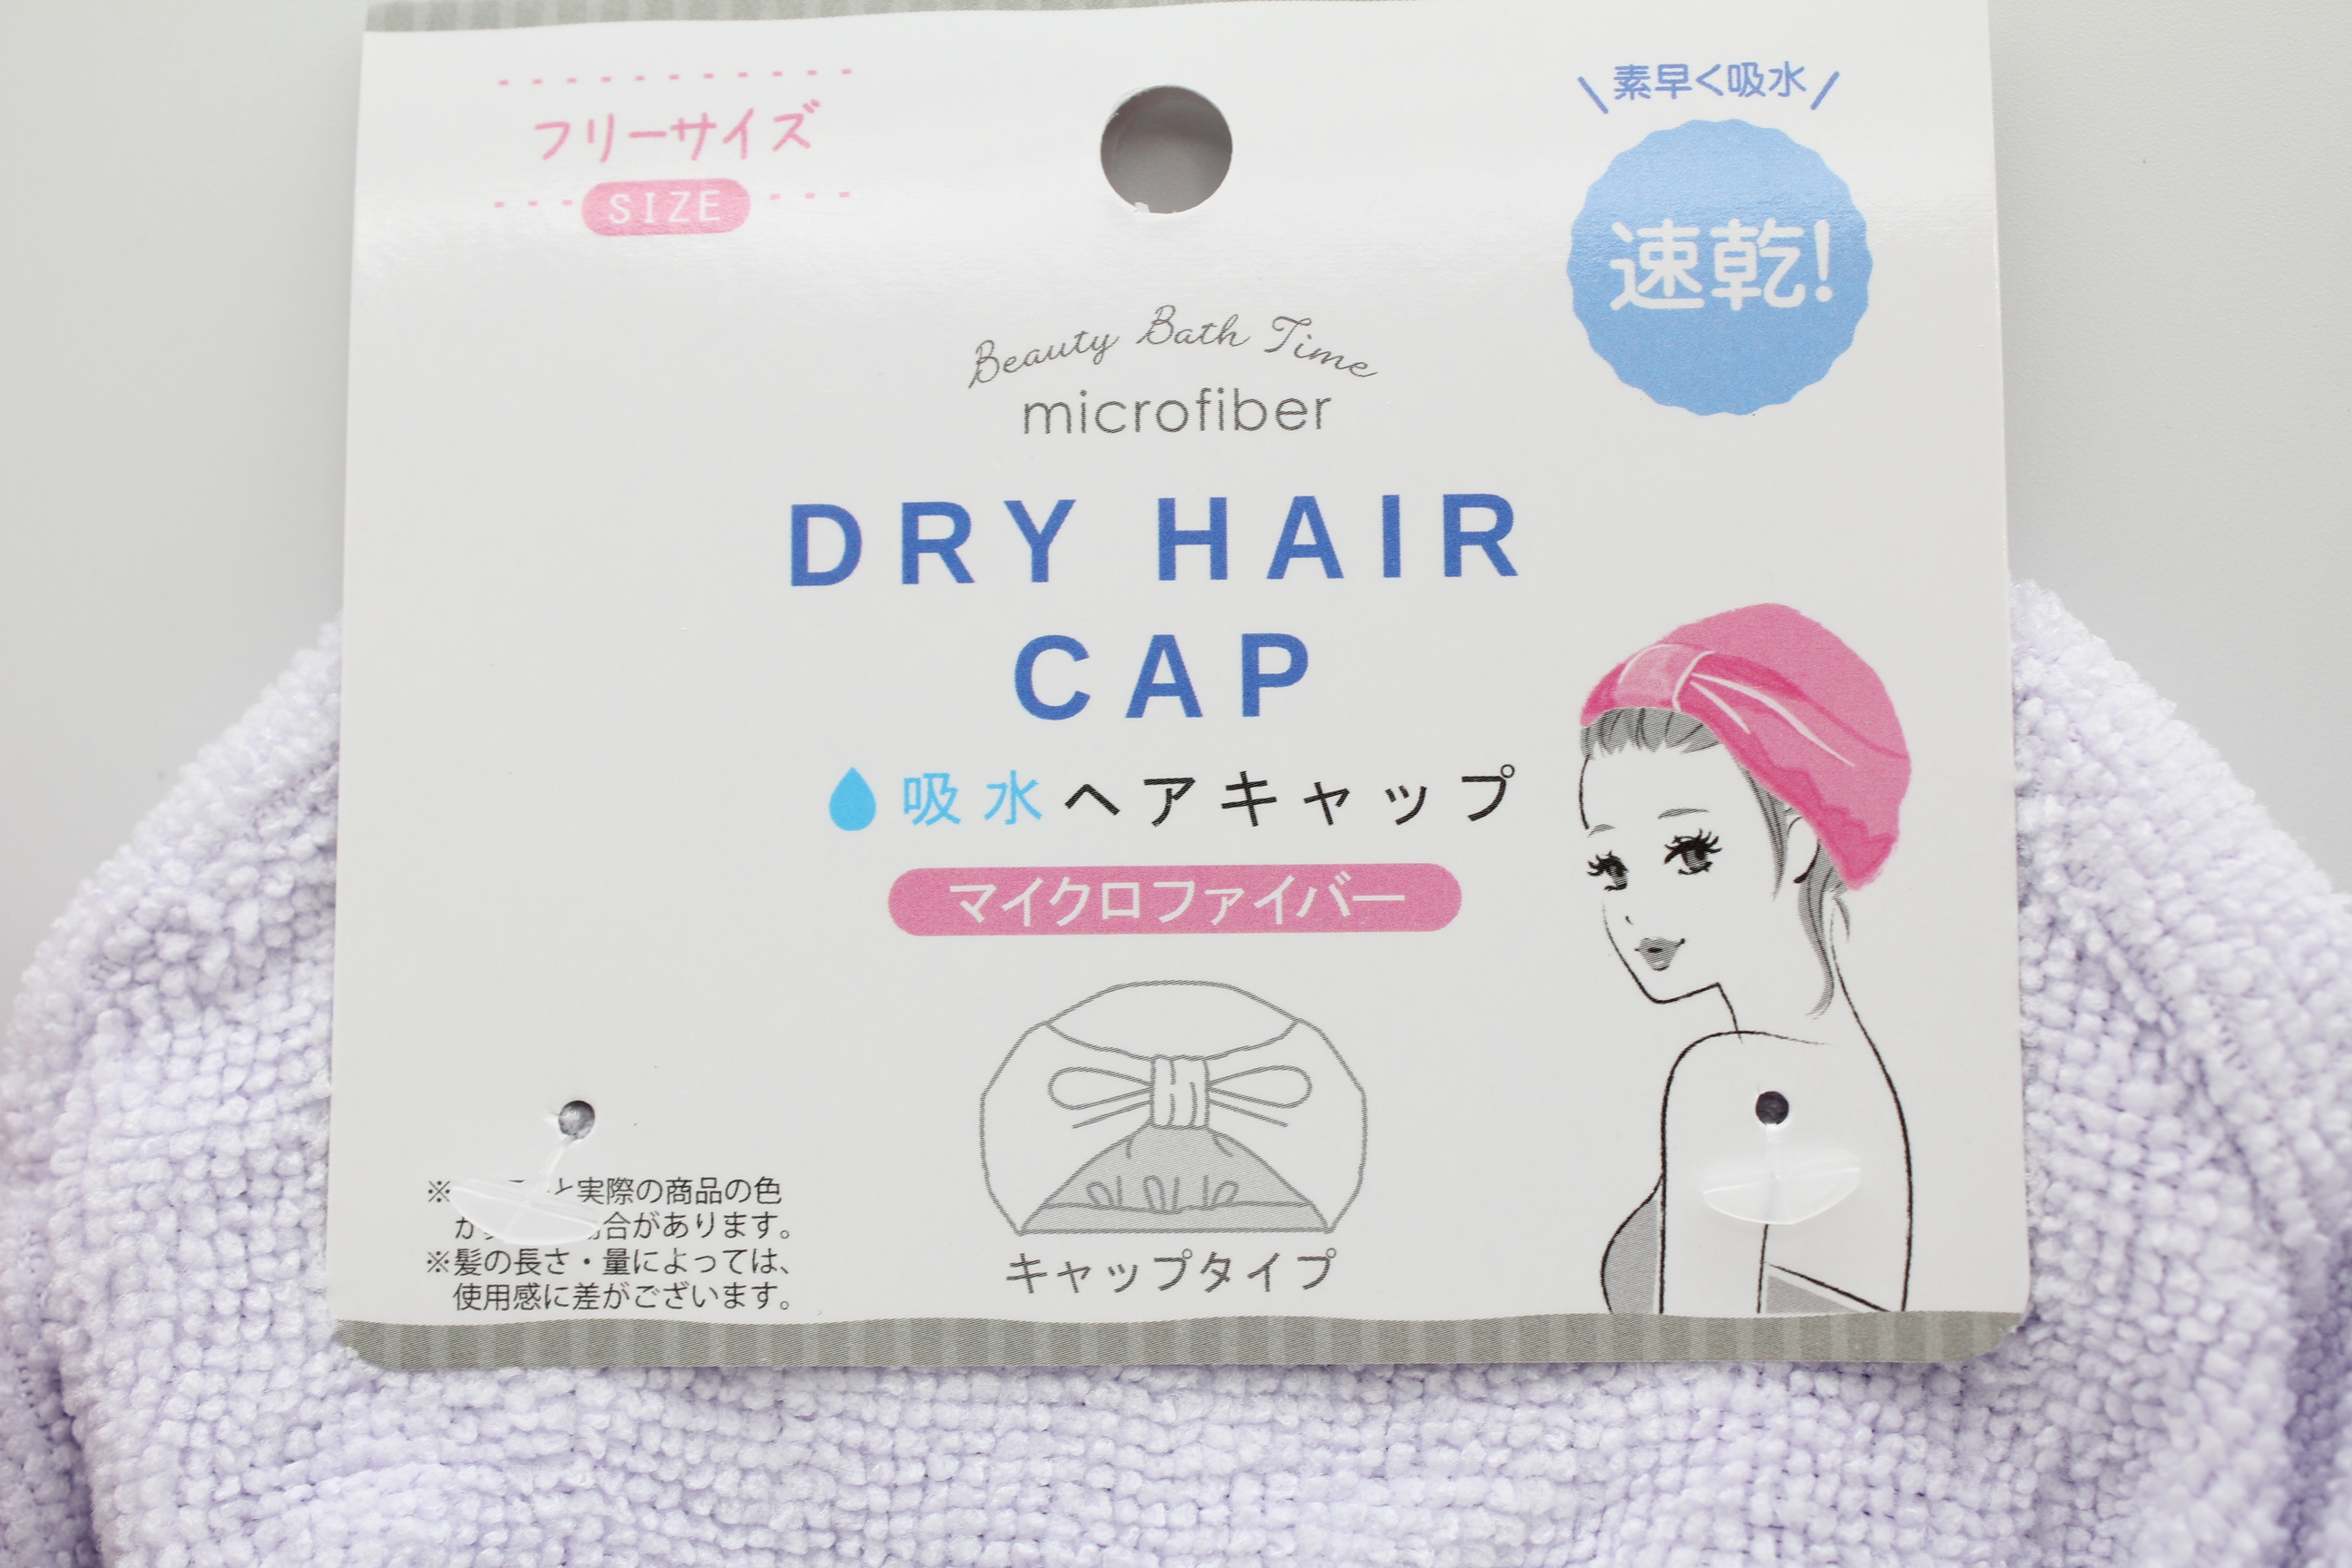 フリーサイズ
SIZE
素早く吸水
速乾!
Beauty Bath Time
microfiber
DRY HAIR
CAP
吸水ヘアキャップ
マイクロファイバー
キャップタイプ
※ と実際の商品の色
が 合があります。
※髪の長さ・量によっては、
使用感に差がございます。